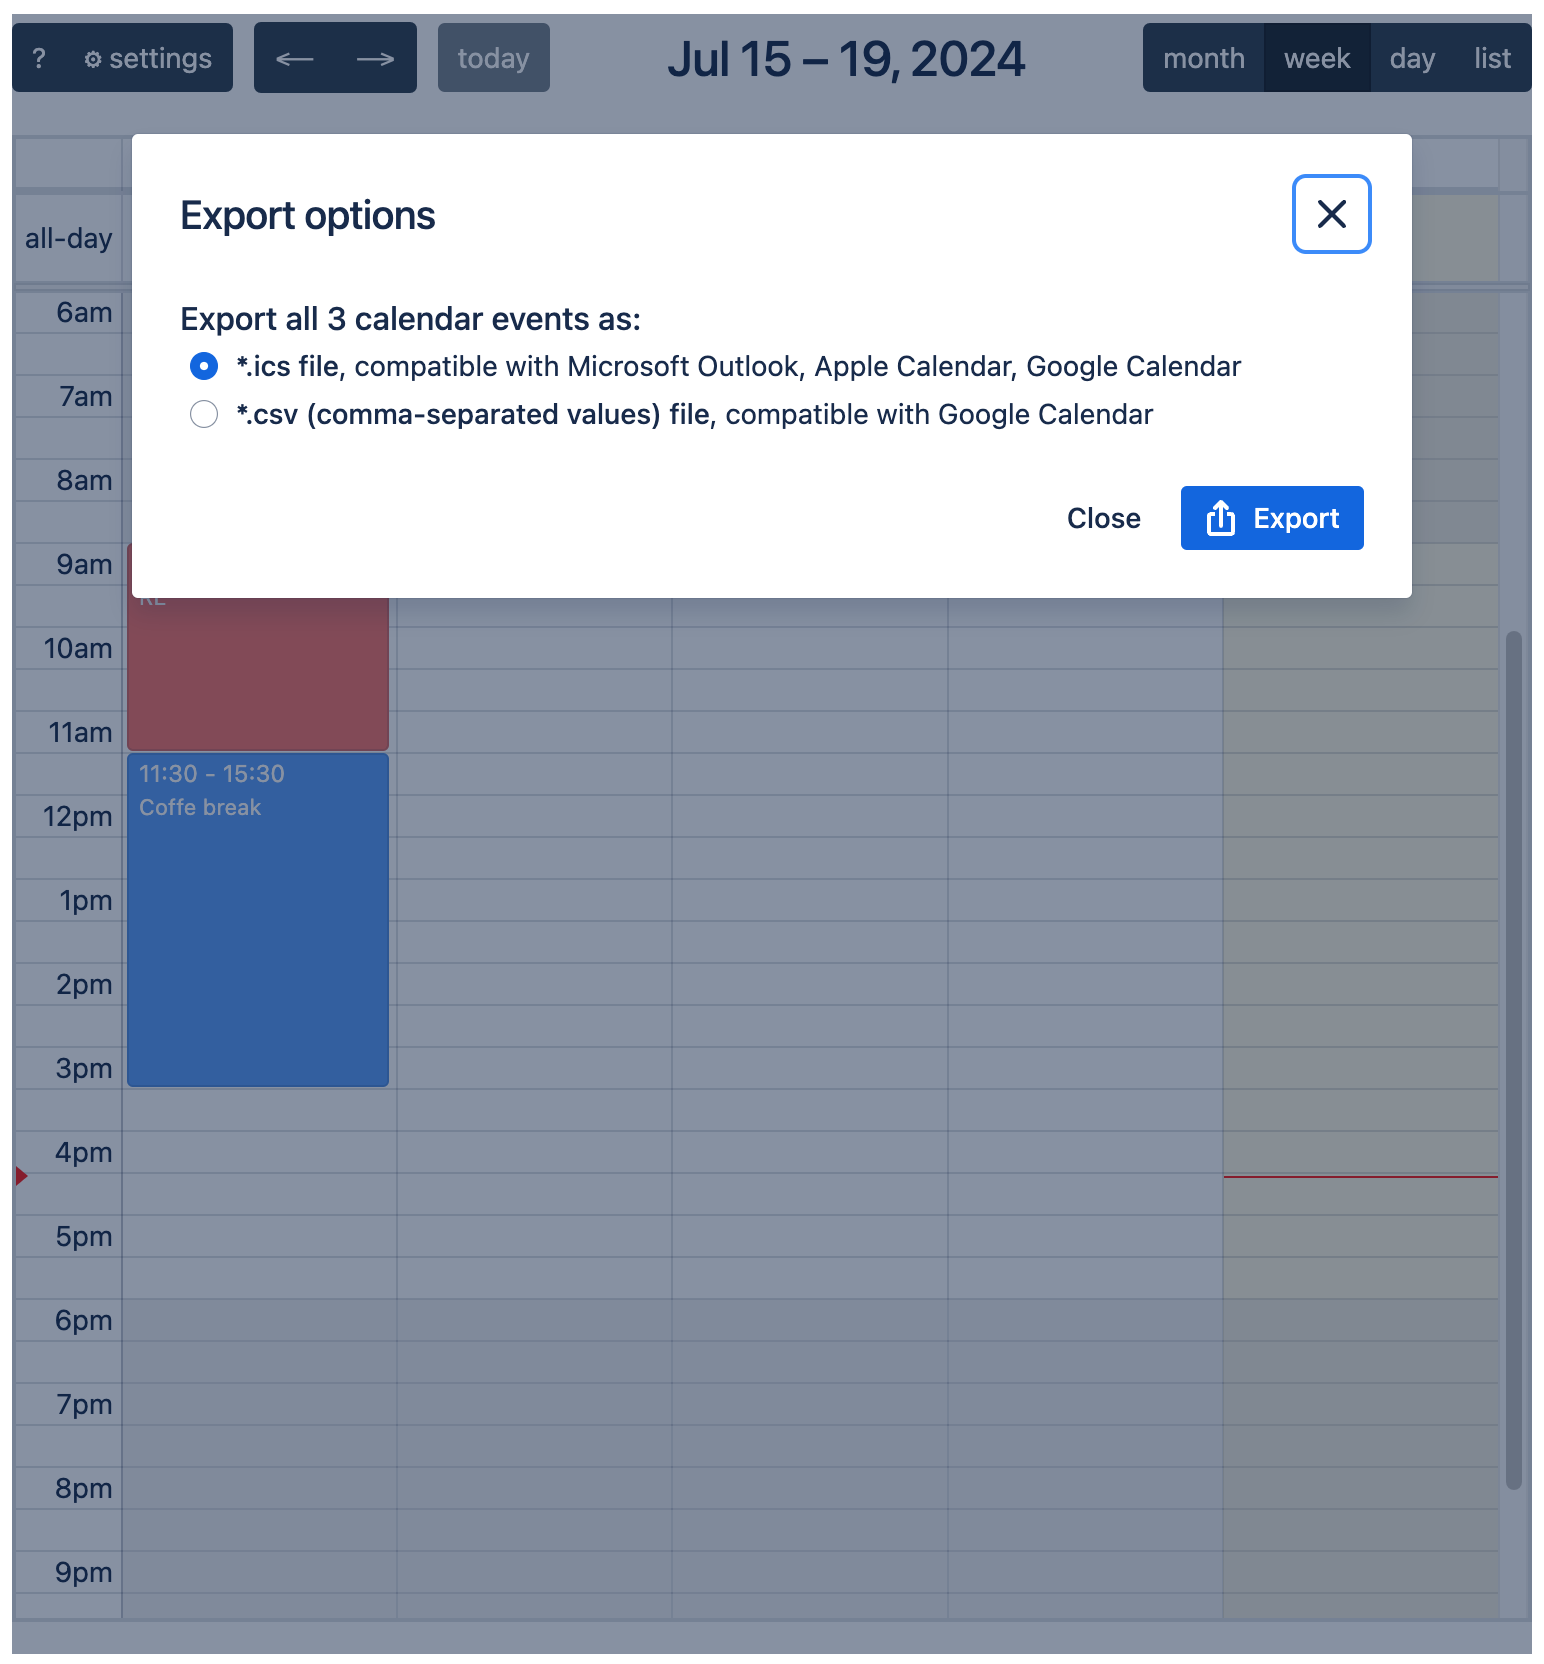 ? ⚙ settings ← → today Jul 15 – 19, 2024 month week day list
Export options
all-day
6am
Export all 3 calendar events as:
*.ics file, compatible with Microsoft Outlook, Apple Calendar, Google Calendar
7am
*.csv (comma-separated values) file, compatible with Google Calendar
8am
Close Export
9am
10am
11am
11:30 - 15:30
Coffe break
12pm
1pm
2pm
3pm
4pm
5pm
6pm
7pm
8pm
9pm